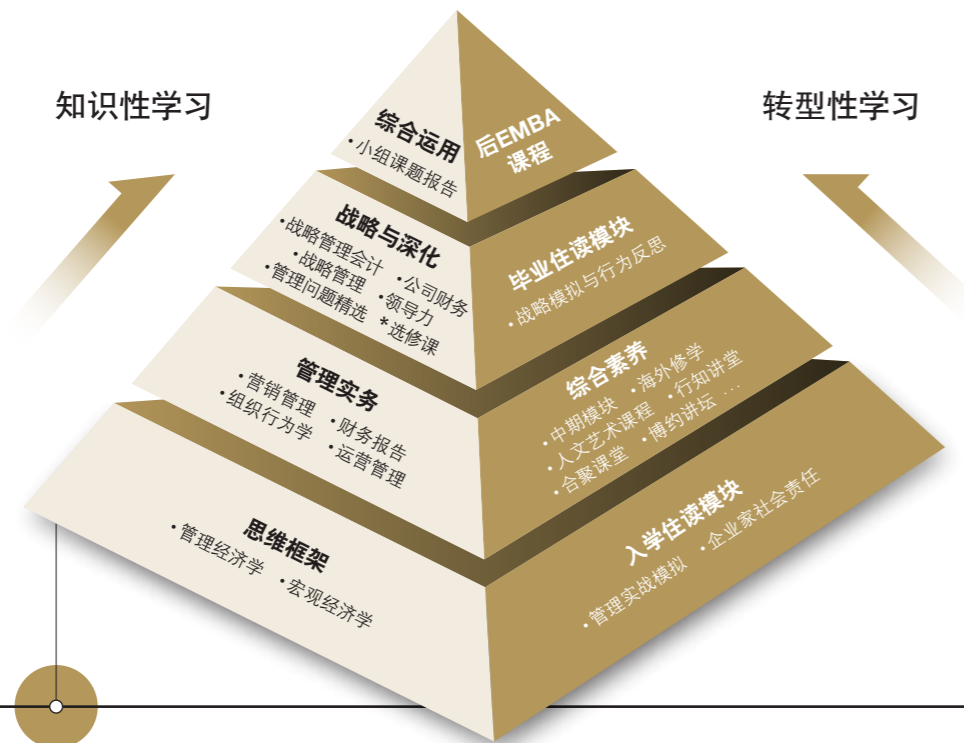 知识性学习
转型性学习
综合运用
•小组课题报告
后EMBA
课程
战略与深化
•战略管理会计
•公司财务
•战略管理
•领导力
•管理问题精选
*选修课
毕业住读模块
•战略模拟与行为反思
管理实务
•营销管理
•财务报告
•组织行为学
•运营管理
综合素养
•中期模块
•海外修学
•人文艺术课程
•行知讲堂
•合聚课堂
•博约讲坛 ...
思维框架
•管理经济学
•宏观经济学
入学住读模块
•管理实战模拟
•企业家社会责任